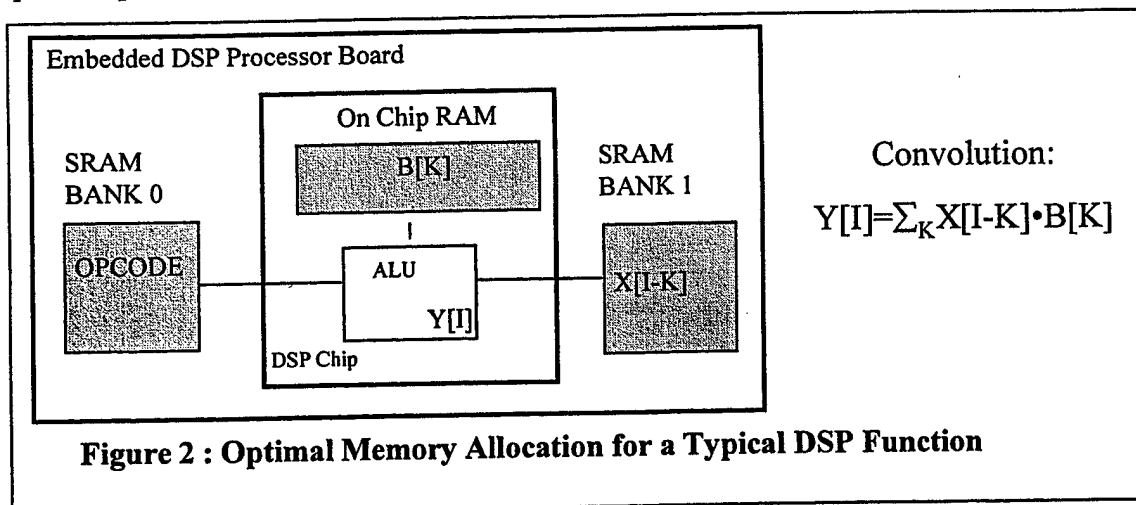 Embedded DSP Processor Board
On Chip RAM
B[K]
SRAM
BANK 0
OPCODE
ALU
Y[I]
DSP Chip
SRAM
BANK 1
X[I-K]
Convolution:
Y[I]=∑_K X[I-K]•B[K]
Figure 2 : Optimal Memory Allocation for a Typical DSP Function